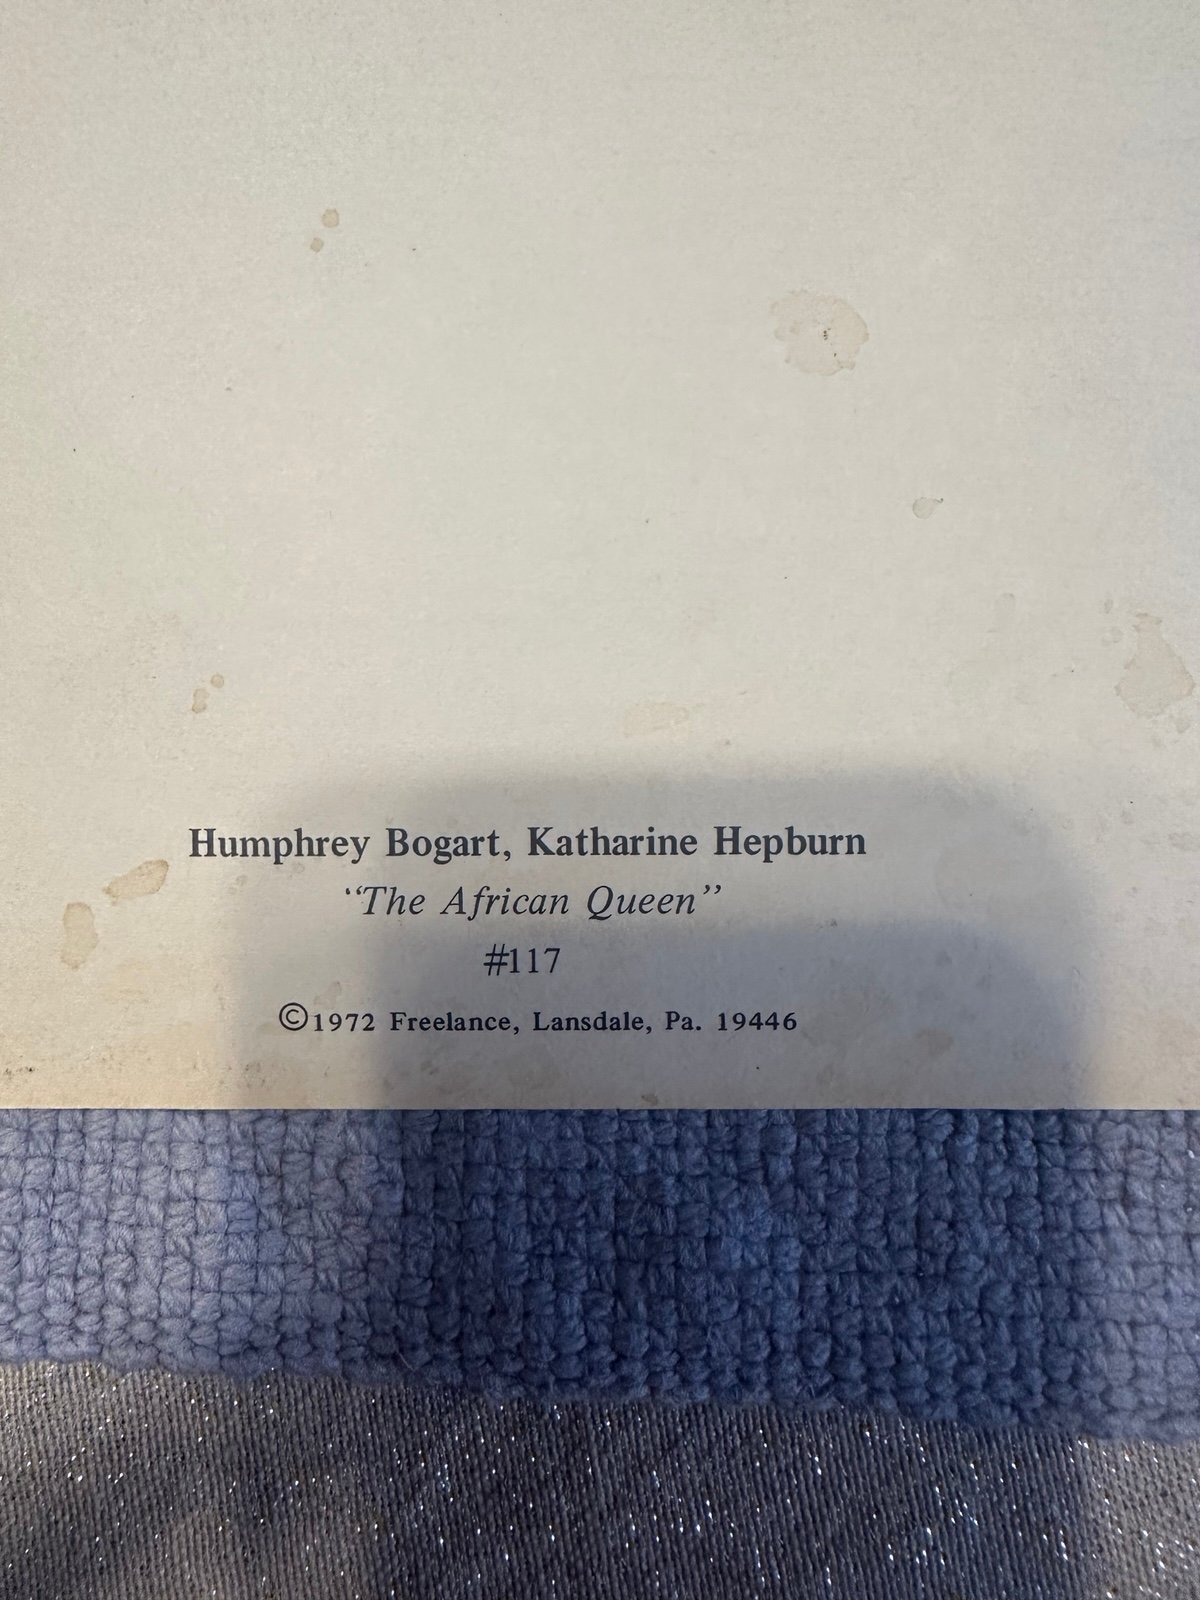 Humphrey Bogart, Katharine Hepburn
“The African Queen”
#117
©1972 Freelance, Lansdale, Pa. 19446